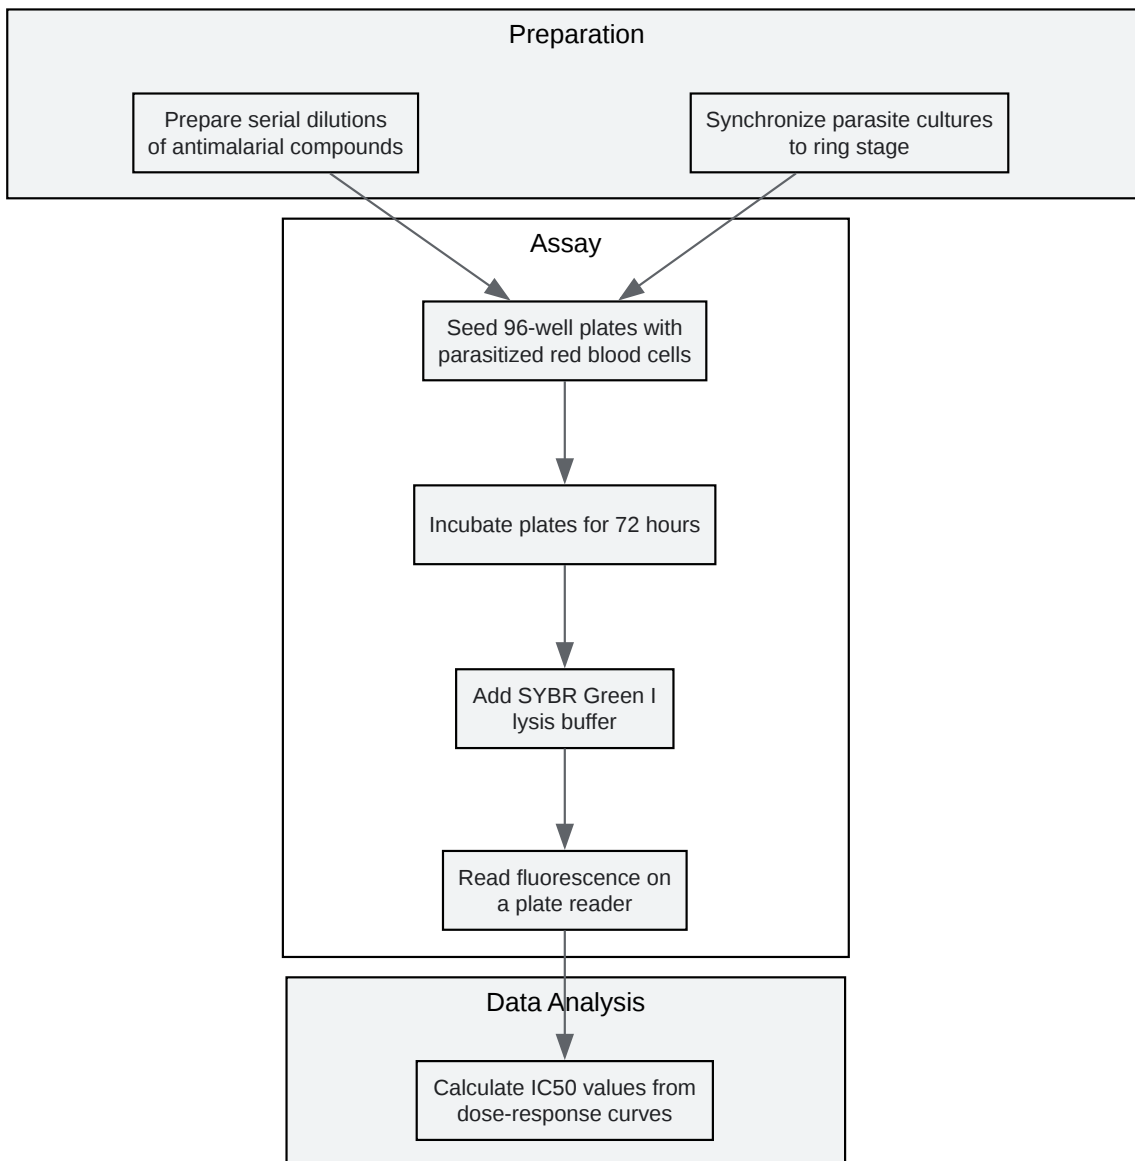 Preparation
Prepare serial dilutions
of antimalarial compounds
Synchronize parasite cultures
to ring stage
Assay
Seed 96-well plates with
parasitized red blood cells
Incubate plates for 72 hours
Add SYBR Green I
lysis buffer
Read fluorescence on
a plate reader
Data Analysis
Calculate IC50 values from
dose-response curves